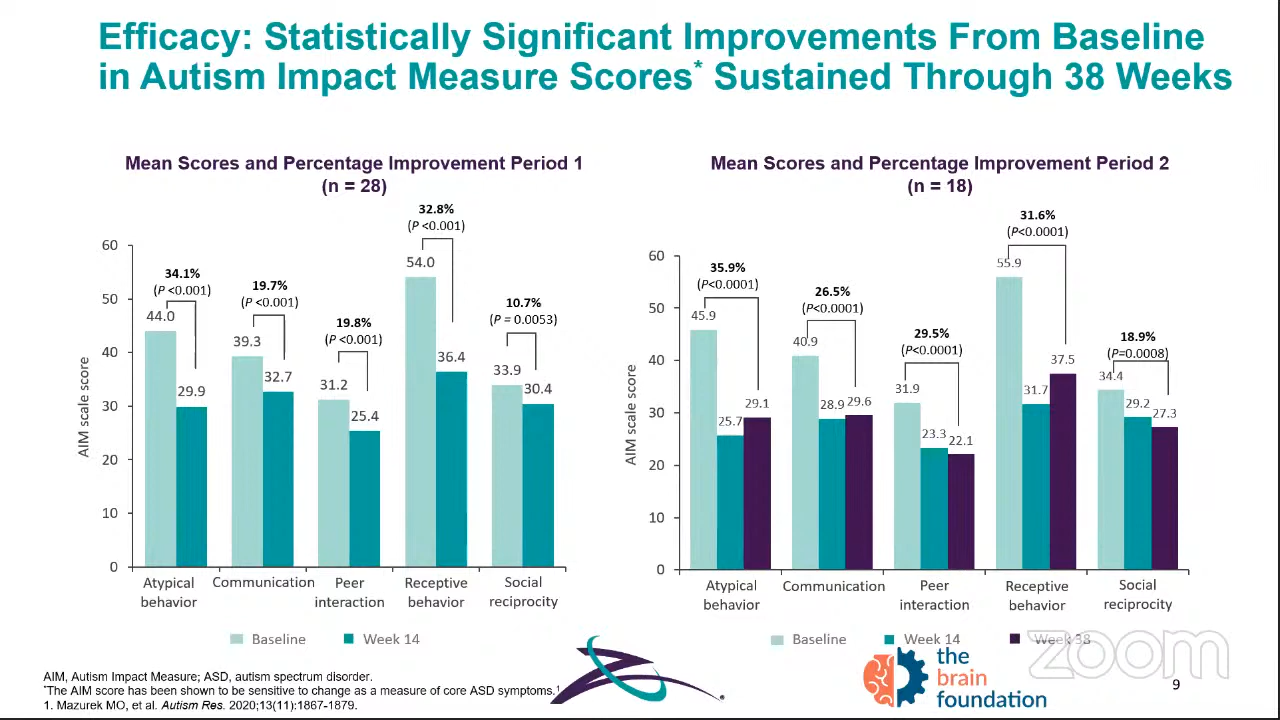 Efficacy: Statistically Significant Improvements From Baseline
in Autism Impact Measure Scores* Sustained Through 38 Weeks
Mean Scores and Percentage Improvement Period 1
(n = 28)
32.8%
(P <0.001)
60
54.0
34.1%
(P <0.001)
19.7%
(P <0.001)
10.7%
(P = 0.0053)
19.8%
(P <0.001)
50
44.0
39.3
40
36.4
33.9
32.7
31.2
30.4
29.9
30
25.4
20
10
0
AIM scale score
Atypical
behavior
Communication
Peer
interaction
Receptive
behavior
Social
reciprocity
Baseline
Week 14
Mean Scores and Percentage Improvement Period 2
(n = 18)
31.6%
(P<0.0001)
60
55.9
35.9%
(P<0.0001)
26.5%
(P<0.0001)
29.5%
(P<0.0001)
18.9%
(P=0.0008)
50
45.9
40.9
40
37.5
34.4
31.9
31.7
30
25.7
29.1
28.9
29.6
23.3
22.1
29.2
27.3
20
10
0
AIM scale score
Atypical
behavior
Communication
Peer
interaction
Receptive
behavior
Social
reciprocity
Baseline
Week 14
Week 38
zoom
the
brain
foundation
9
AIM, Autism Impact Measure; ASD, autism spectrum disorder.
*The AIM score has been shown to be sensitive to change as a measure of core ASD symptoms.1
1. Mazurek MO, et al. Autism Res. 2020;13(11):1867-1879.